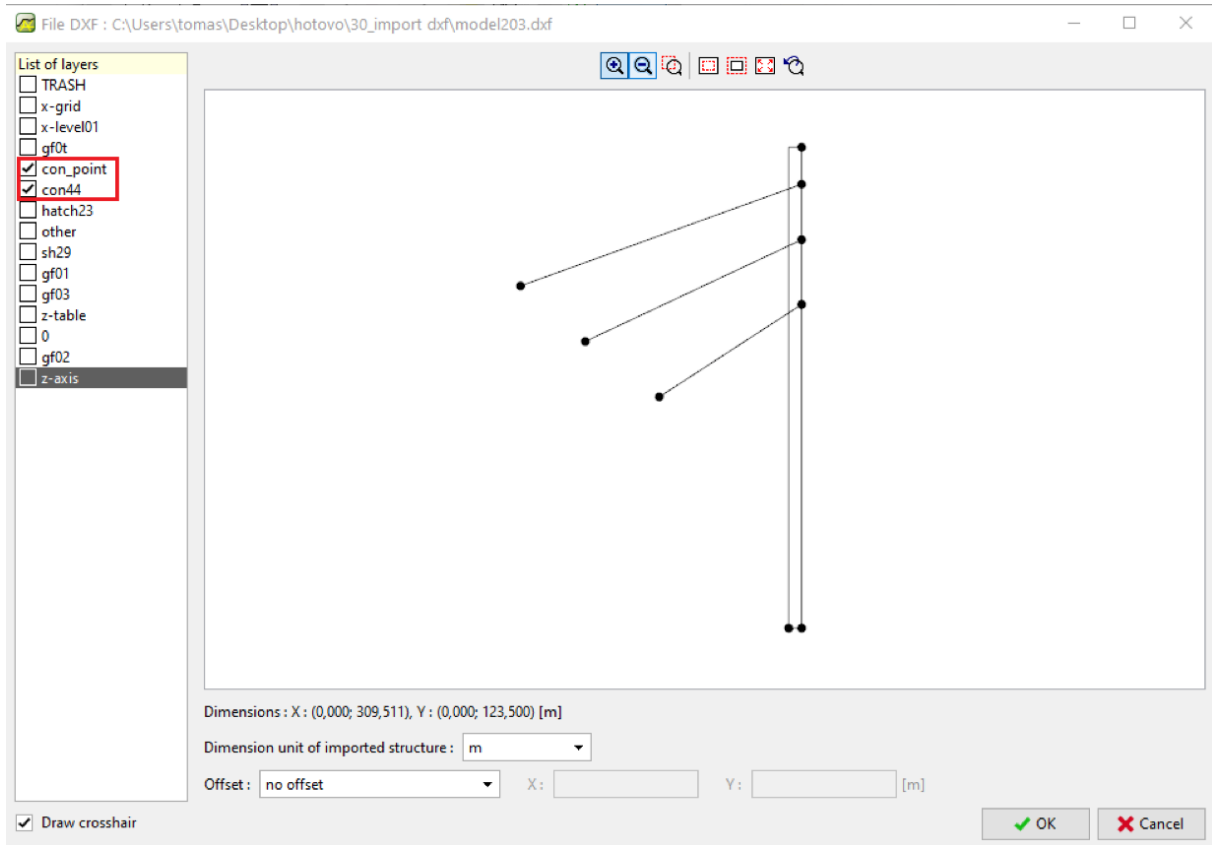 File DXF : C:\Users\tomas\Desktop\hotovo\30_import dxf\model203.dxf
List of layers
TRASH
x-grid
x-level01
gf0t
con_point
con44
hatch23
other
sh29
gf01
gf03
z-table
0
gf02
z-axis
Dimensions : X : (0,000; 309,511), Y : (0,000; 123,500) [m]
Dimension unit of imported structure : m
Offset : no offset X : Y : [m]
Draw crosshair OK Cancel